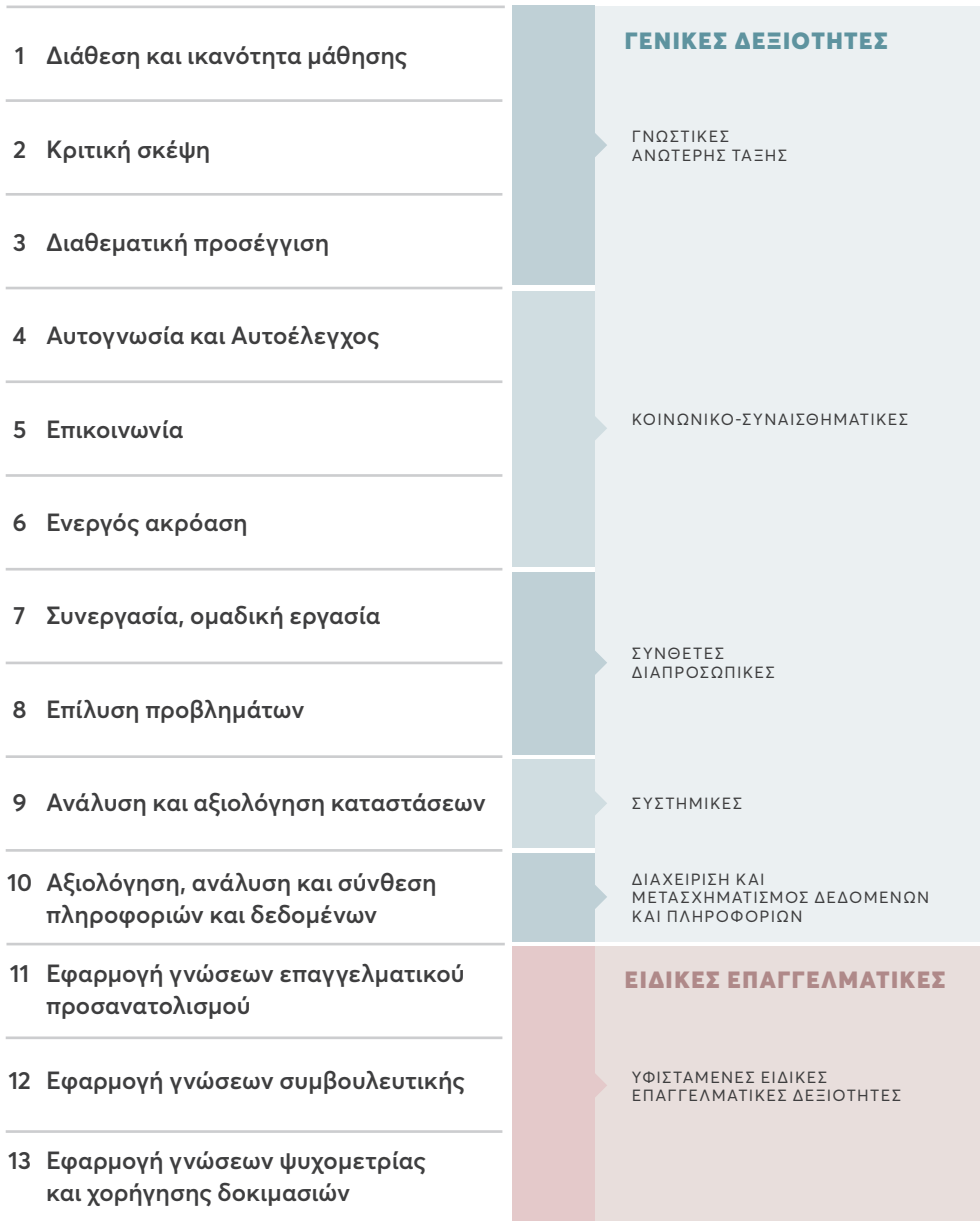 ΓΕΝΙΚΕΣ ΔΕΞΙΟΤΗΤΕΣ
1 Διάθεση και ικανότητα μάθησης
2 Κριτική σκέψη
3 Διαθεματική προσέγγιση
ΓΝΩΣΤΙΚΕΣ
ΑΝΩΤΕΡΗΣ ΤΑΞΗΣ
4 Αυτογνωσία και Αυτοέλεγχος
5 Επικοινωνία
6 Ενεργός ακρόαση
ΚΟΙΝΩΝΙΚΟ-ΣΥΝΑΙΣΘΗΜΑΤΙΚΕΣ
7 Συνεργασία, ομαδική εργασία
8 Επίλυση προβλημάτων
ΣΥΝΘΕΤΕΣ
ΔΙΑΠΡΟΣΩΠΙΚΕΣ
9 Ανάλυση και αξιολόγηση καταστάσεων
ΣΥΣΤΗΜΙΚΕΣ
10 Αξιολόγηση, ανάλυση και σύνθεση
πληροφοριών και δεδομένων
ΔΙΑΧΕΙΡΙΣΗ ΚΑΙ
ΜΕΤΑΣΧΗΜΑΤΙΣΜΟΣ ΔΕΔΟΜΕΝΩΝ
ΚΑΙ ΠΛΗΡΟΦΟΡΙΩΝ
ΕΙΔΙΚΕΣ ΕΠΑΓΓΕΛΜΑΤΙΚΕΣ
11 Εφαρμογή γνώσεων επαγγελματικού
προσανατολισμού
12 Εφαρμογή γνώσεων συμβουλευτικής
13 Εφαρμογή γνώσεων ψυχομετρίας
και χορήγησης δοκιμασιών
ΥΦΙΣΤΑΜΕΝΕΣ ΕΙΔΙΚΕΣ
ΕΠΑΓΓΕΛΜΑΤΙΚΕΣ ΔΕΞΙΟΤΗΤΕΣ